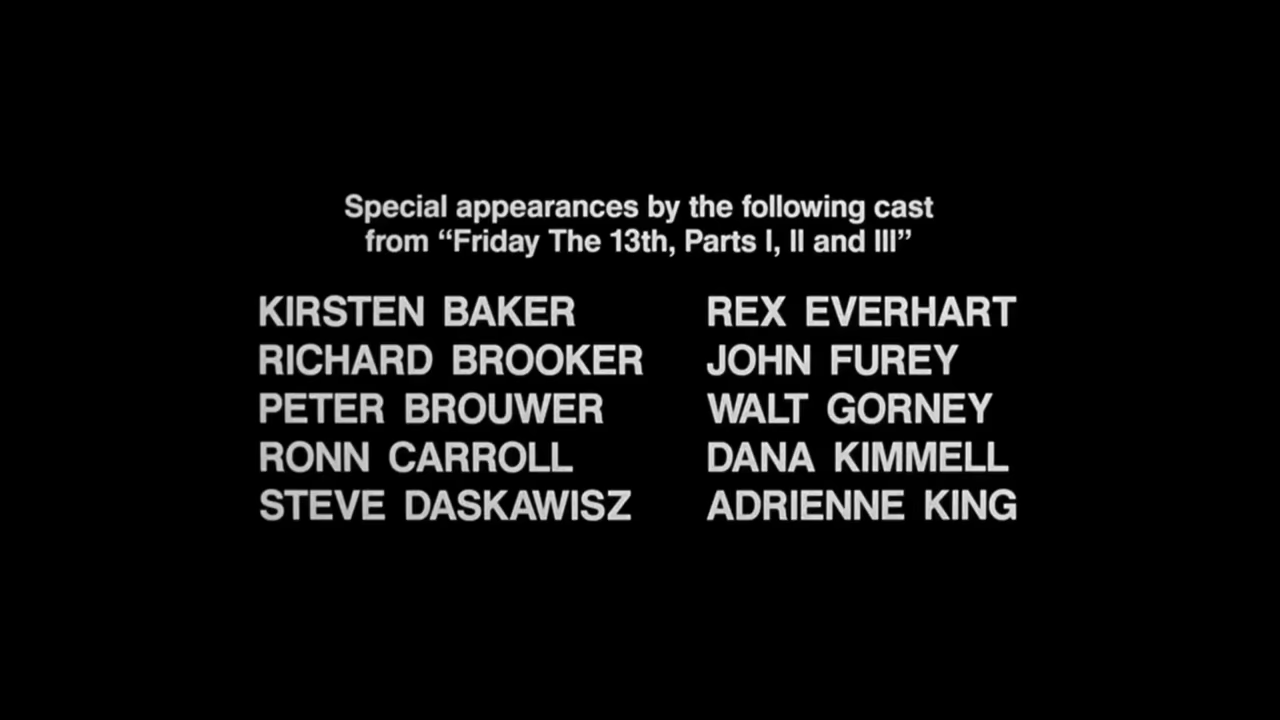 Special appearances by the following cast
from “Friday The 13th, Parts I, II and III”
KIRSTEN BAKER
RICHARD BROOKER
PETER BROUWER
RONN CARROLL
STEVE DASKAWISZ
REX EVERHART
JOHN FUREY
WALT GORNEY
DANA KIMMELL
ADRIENNE KING